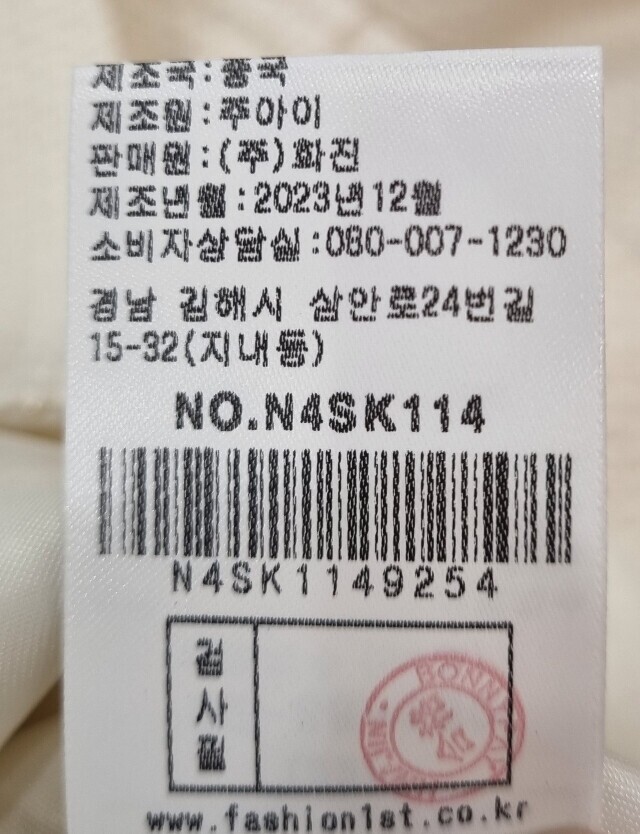 제조국:중국
제조원:주아이
판매원:(주)화진
제조년월:2023년12월
소비자상담실:080-007-1230
경남 김해시 삼안로24번길
15-32(지내동)
NO.N4SK114
N4SK1149254
검사필
www.fashion1st.co.kr